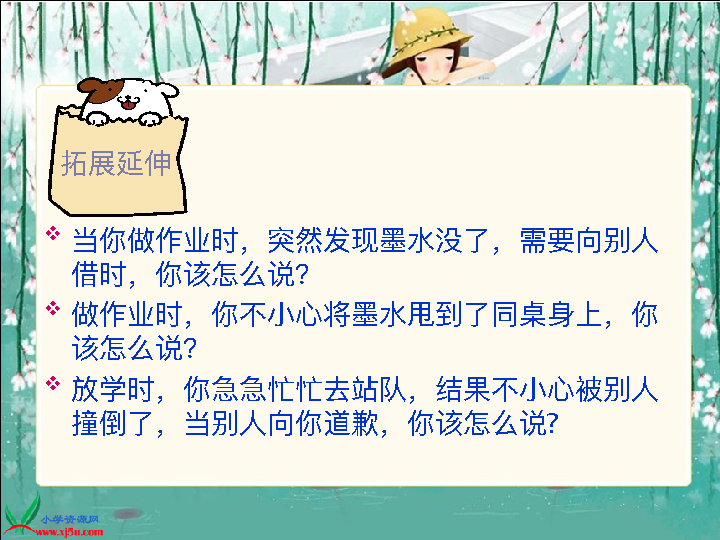 拓展延伸
当你做作业时，突然发现墨水没了，需要向别人
借时，你该怎么说？
做作业时，你不小心将墨水甩到了同桌身上，你
该怎么说？
放学时，你急急忙忙去站队，结果不小心被别人
撞倒了，当别人向你道歉，你该怎么说?
小学资源网
www.xj5u.com